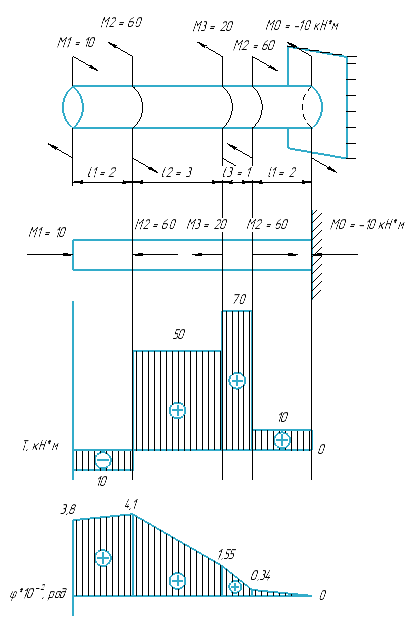 M2 = 60
M3 = 20
M0 = -10 кН*м
M1 = 10
M2 = 60
l1 = 2
l2 = 3
l3 = 1
l1 = 2
M1 = 10
M2 = 60
M3 = 20
M2 = 60
M0 = -10 кН*м
70
50
10
T, кН*м
0
10
3,8
4,1
1,55
0,34
φ*10⁻², рад
0